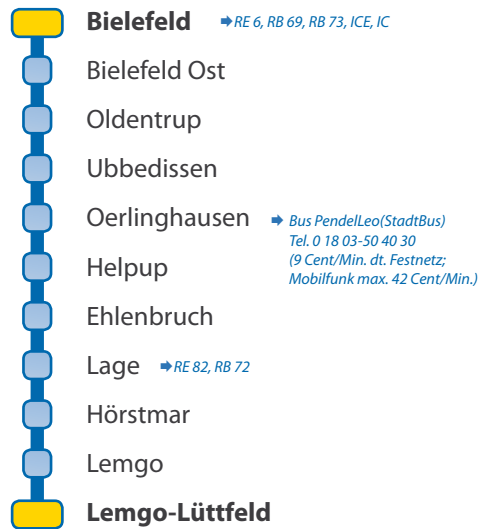 Bielefeld ➡ RE 6, RB 69, RB 73, ICE, IC
Bielefeld Ost
Oldentrup
Ubbedissen
Oerlinghausen ➡ Bus PendelLeo(StadtBus)
Tel. 0 18 03-50 40 30
(9 Cent/Min. dt. Festnetz;
Mobilfunk max. 42 Cent/Min.)
Helpup
Ehlenbruch
Lage ➡ RE 82, RB 72
Hörstmar
Lemgo
Lemgo-Lüttfeld